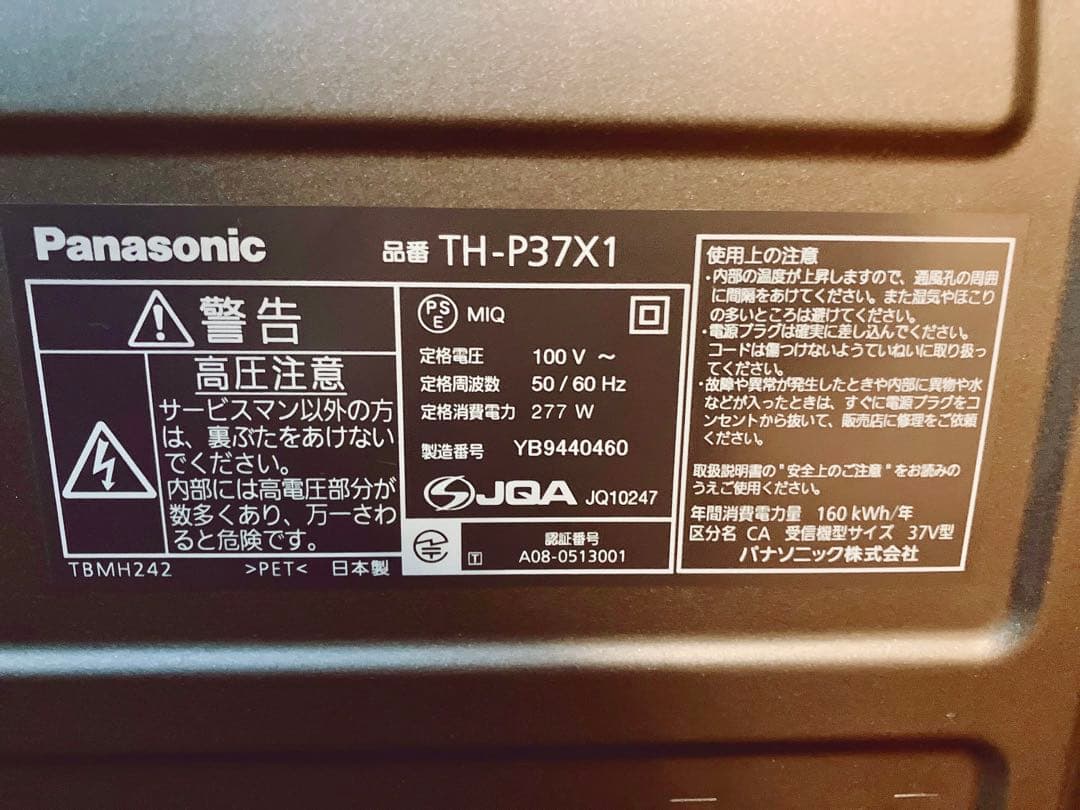 Panasonic
品番 TH-P37X1
警告
高圧注意
サービスマン以外の方
は、裏ぶたをあけない
でください。
内部には高電圧部分が
数多くあり、万一さわ
ると危険です。
TBMH242 >PET< 日本製
PSE MIQ
定格電圧 100 V ~
定格周波数 50 / 60 Hz
定格消費電力 277 W
製造番号 YB9440460
JQA JQ10247
T 認証番号
A08-0513001
使用上の注意
・内部の温度が上昇しますので、通風孔の周囲
に間隔をあけてください。また湿気やほこり
の多いところは避けてください。
・電源プラグは確実に差し込んでください。
コードは傷つけないようていねいに取り扱っ
てください。
・故障や異常が発生したときや内部に異物や水
などが入ったときは、すぐに電源プラグをコ
ンセントから抜いて、販売店に修理をご依頼
ください。
取扱説明書の"安全上のご注意"をお読みの
うえご使用ください。
年間消費電力量 160 kWh/年
区分名 CA 受信機型サイズ 37V型
パナソニック株式会社